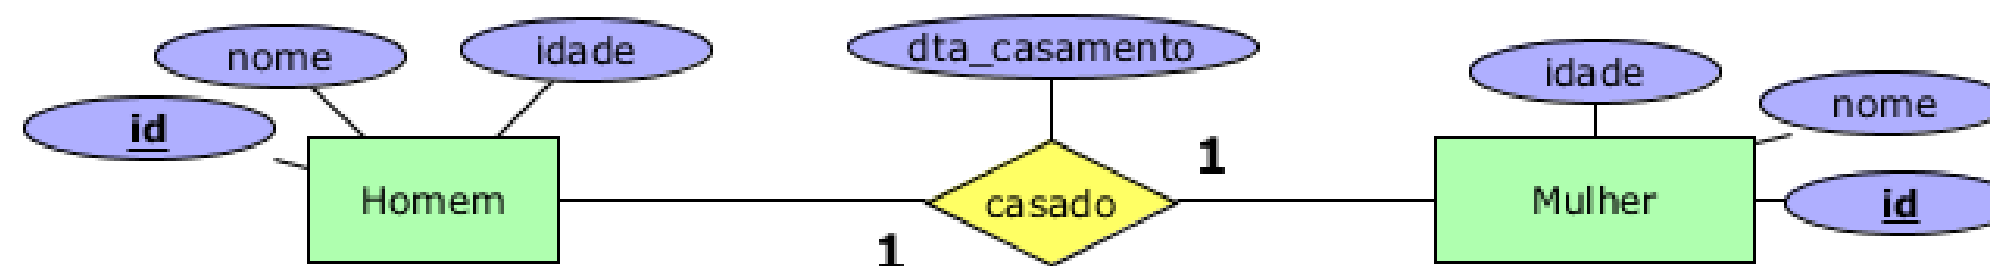 nome
idade
dta_casamento
idade
nome
id
1
Homem
casado
Mulher
id
1